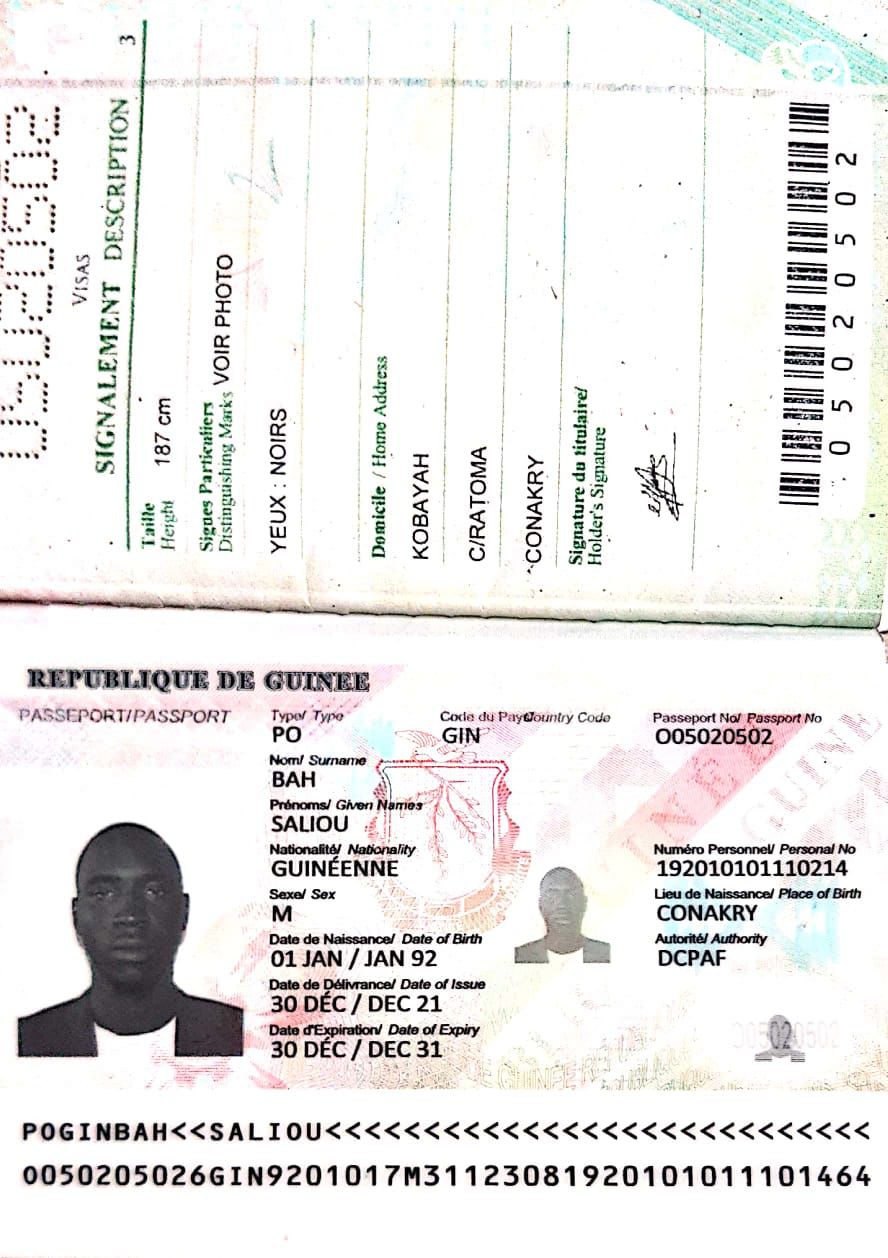 05020502
VISAS
3
SIGNALEMENT DESCRIPTION
Taille
Height 187 cm
Signes Particuliers
Distinguishing Marks VOIR PHOTO
YEUX : NOIRS
Domicile / Home Address
KOBAYAH
C/RATOMA
CONAKRY
Signature du titulaire/
Holder's Signature
0 5 0 2 0 5 0 2
REPUBLIQUE DE GUINEE
PASSEPORT/PASSPORT
Type/ Type
Code du Pays/Country Code
Passeport No/ Passport No
PO
GIN
O05020502
Nom/ Surname
BAH
Prénoms/ Given Names
SALIOU
Nationalité/ Nationality
Numéro Personnel/ Personal No
GUINÉENNE
192010101110214
Sexe/ Sex
Lieu de Naissance/ Place of Birth
M
CONAKRY
Date de Naissance/ Date of Birth
Autorité/ Authority
01 JAN / JAN 92
DCPAF
Date de Délivrance/ Date of Issue
30 DÉC / DEC 21
Date d'Expiration/ Date of Expiry
30 DÉC / DEC 31
O05020502
POGINBAH<<SALIOU<<<<<<<<<<<<<<<<<<<<<<<<<<<<
O050205026GIN9201017M31123081920101011101464